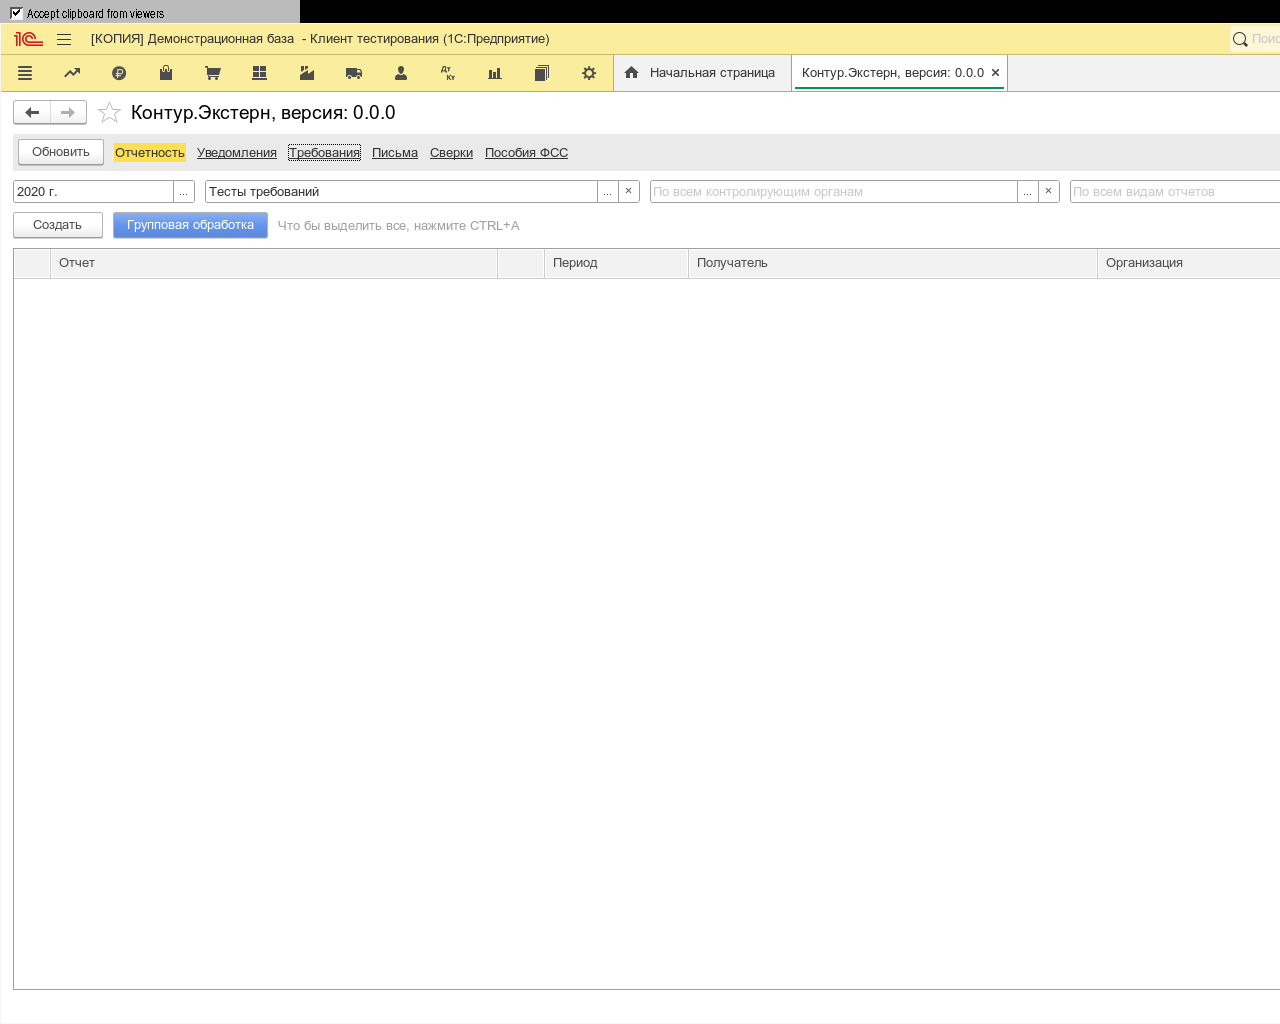 Accept clipboard from viewers
1С [КОПИЯ] Демонстрационная база - Клиент тестирования (1С:Предприятие)
Дт Кт Начальная страница Контур.Экстерн, версия: 0.0.0 ×
Контур.Экстерн, версия: 0.0.0
Обновить Отчетность Уведомления Требования Письма Сверки Пособия ФСС
2020 г. ... Тесты требований ... × По всем контролирующим органам ... × По всем видам отчетов
Создать Групповая обработка Что бы выделить все, нажмите CTRL+A
Отчет Период Получатель Организация